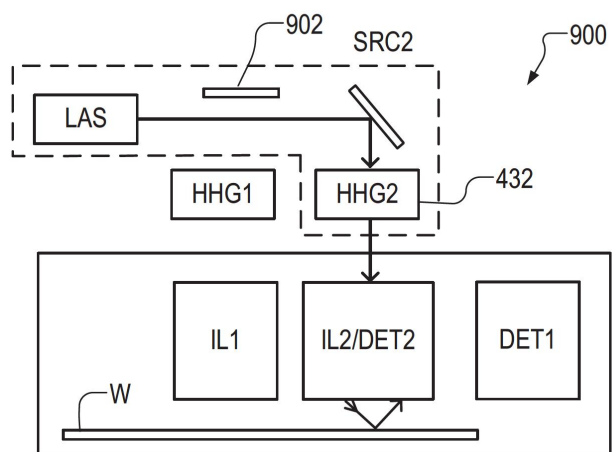 902
SRC2
900
LAS
HHG1
HHG2
432
IL1
IL2/DET2
DET1
W